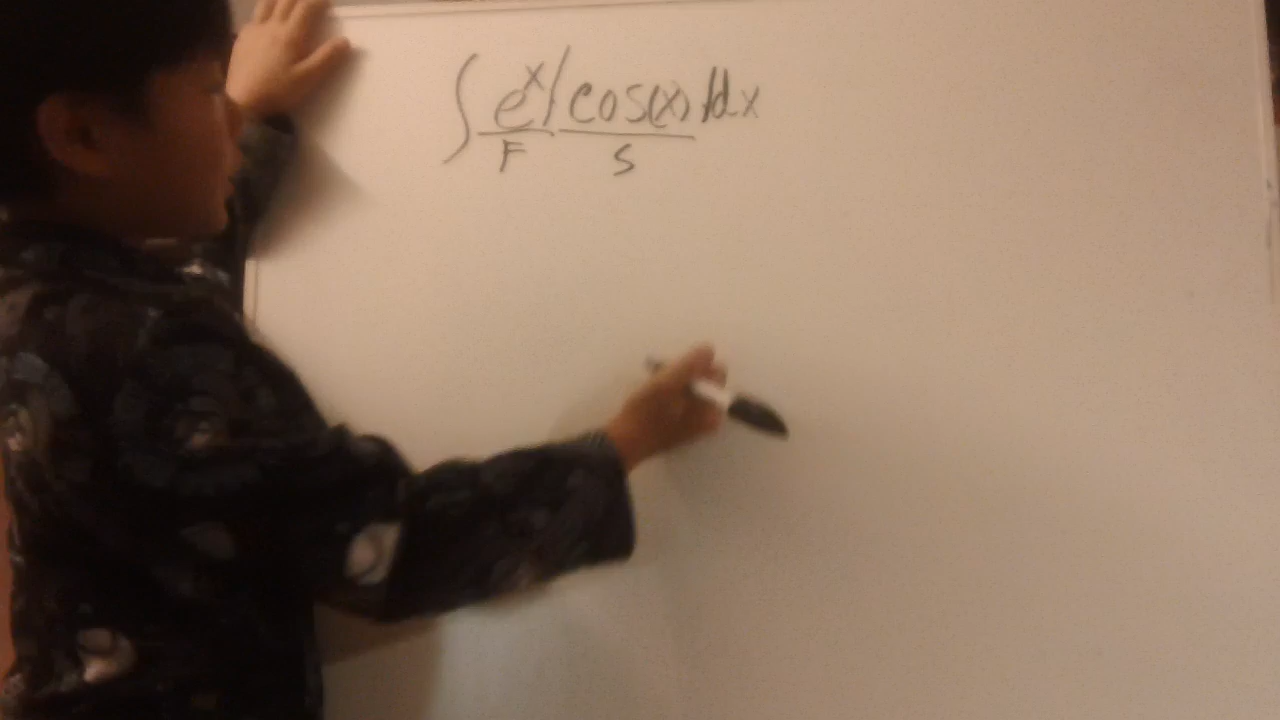 ∫ e^x / cos(x) / dx
F S